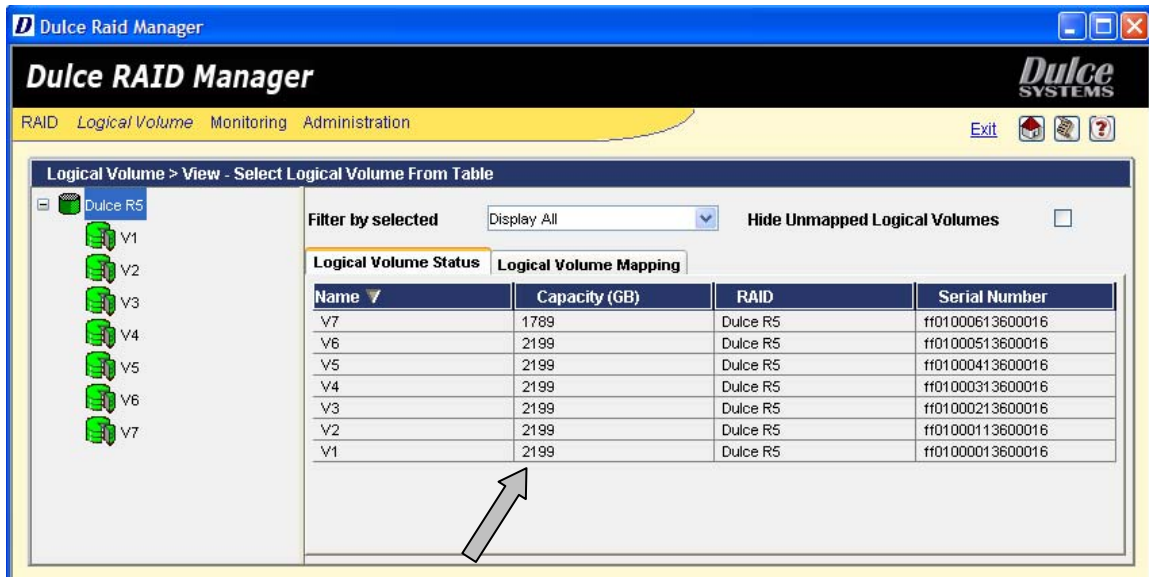 Dulce Raid Manager
Dulce RAID Manager
Dulce
SYSTEMS
RAID Logical Volume Monitoring Administration
Exit
Logical Volume > View - Select Logical Volume From Table
Dulce R5
V1
V2
V3
V4
V5
V6
V7
Filter by selected Display All Hide Unmapped Logical Volumes
Logical Volume Status Logical Volume Mapping
Name Capacity (GB) RAID Serial Number
V7 1789 Dulce R5 ff01000613600016
V6 2199 Dulce R5 ff01000513600016
V5 2199 Dulce R5 ff01000413600016
V4 2199 Dulce R5 ff01000313600016
V3 2199 Dulce R5 ff01000213600016
V2 2199 Dulce R5 ff01000113600016
V1 2199 Dulce R5 ff01000013600016